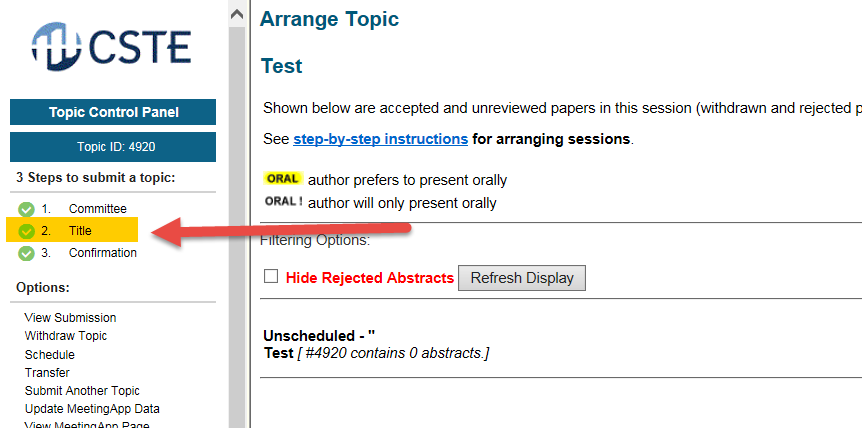 CSTE
Topic Control Panel
Topic ID: 4920
3 Steps to submit a topic:
1. Committee
2. Title
3. Confirmation
Options:
View Submission
Withdraw Topic
Schedule
Transfer
Submit Another Topic
Update MeetingApp Data
View MeetingApp Page
Arrange Topic
Test
Shown below are accepted and unreviewed papers in this session (withdrawn and rejected p
See step-by-step instructions for arranging sessions.
ORAL author prefers to present orally
ORAL! author will only present orally
Filtering Options:
Hide Rejected Abstracts Refresh Display
Unscheduled - "
Test [ #4920 contains 0 abstracts.]